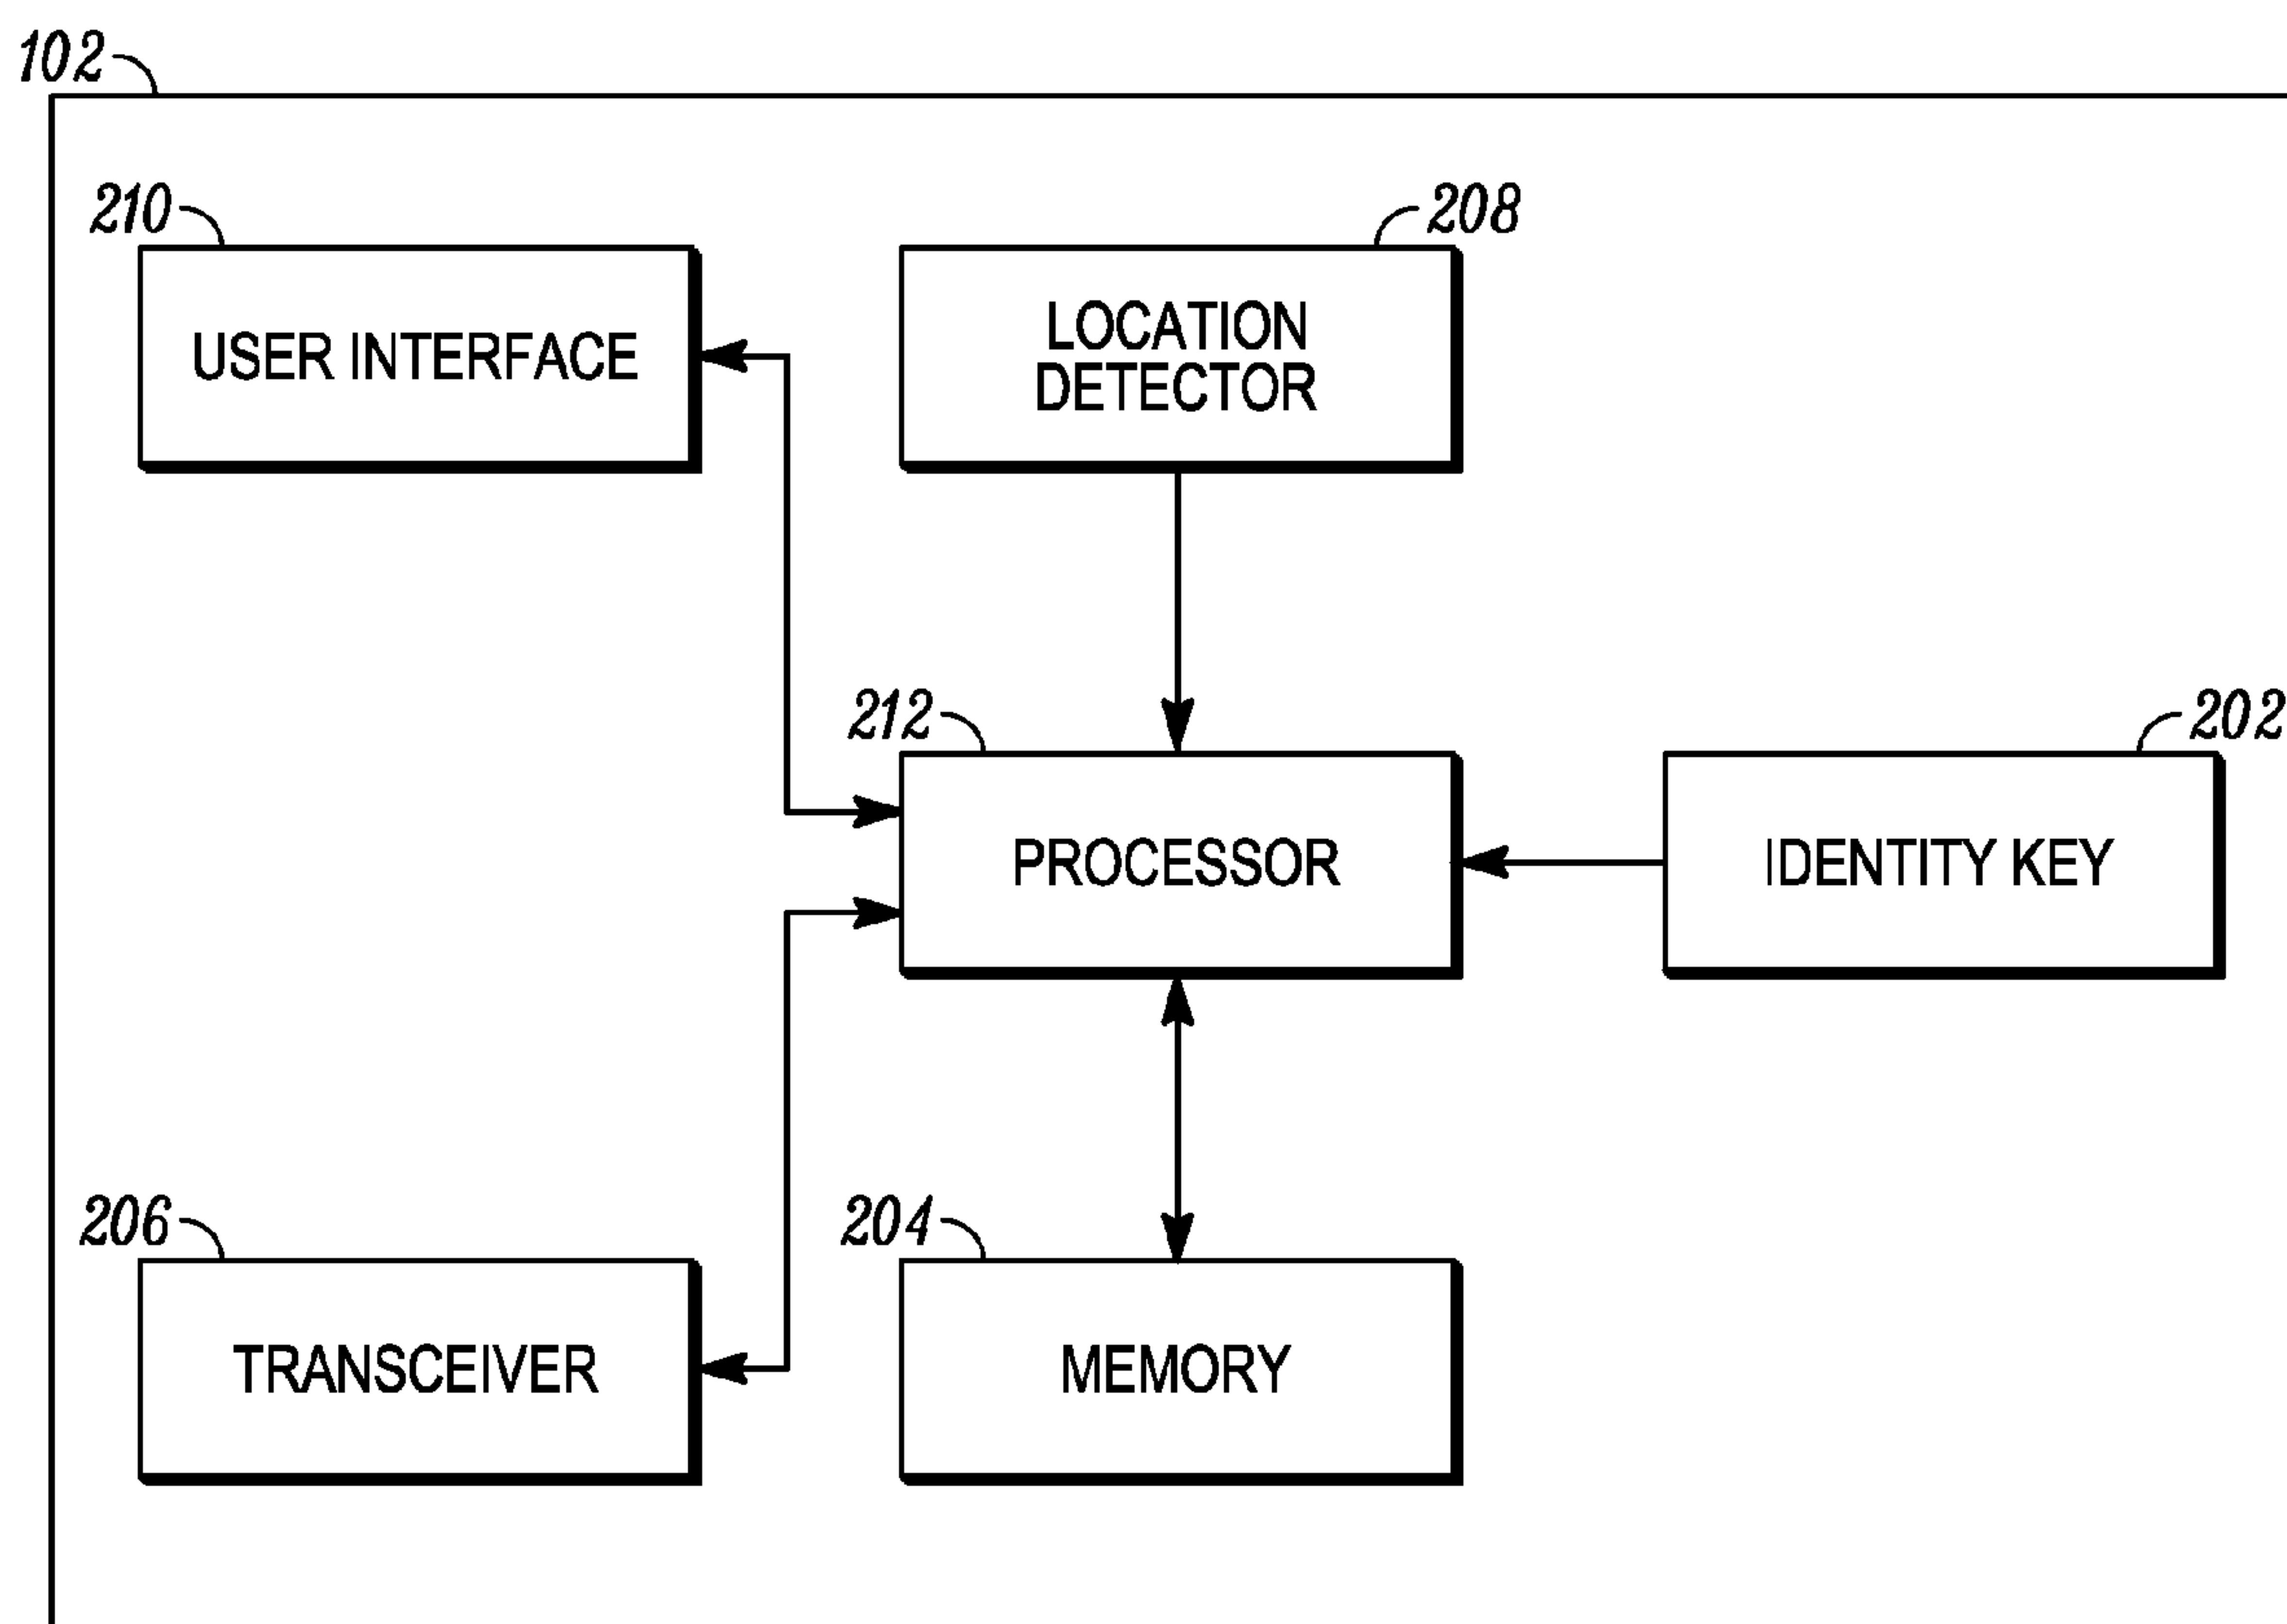 102
210
208
USER INTERFACE
LOCATION
DETECTOR
212
202
PROCESSOR
IDENTITY KEY
206
204
TRANSCEIVER
MEMORY